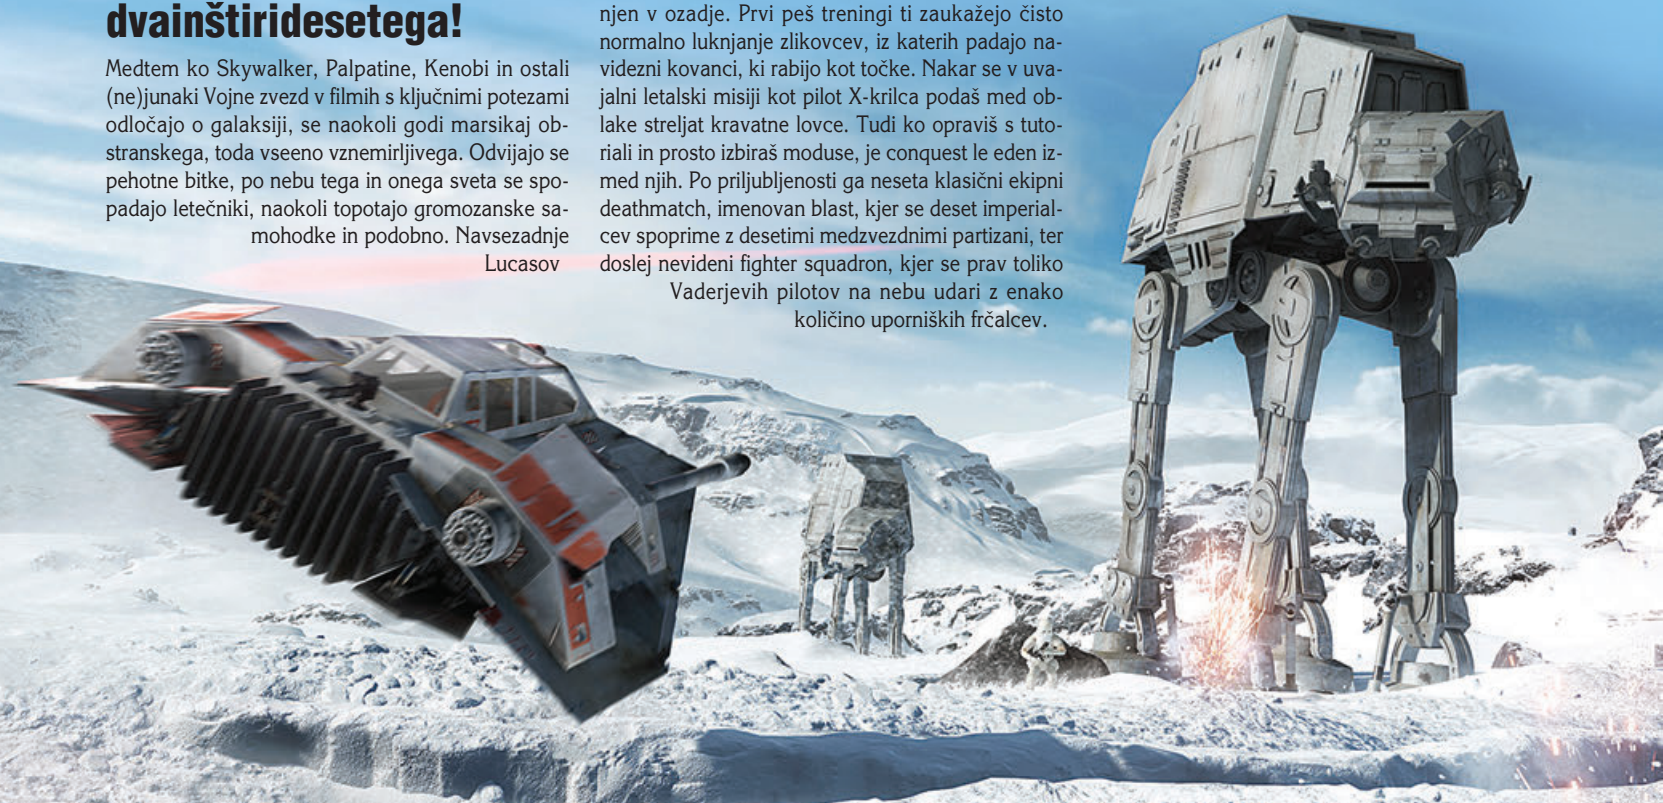 dvainštiridesetega!
Medtem ko Skywalker, Palpatine, Kenobi in ostali
(ne)junaki Vojne zvezd v filmih s ključnimi potezami
odločajo o galaksiji, se naokoli godi marsikaj ob-
stranskega, toda vseeno vznemirljivega. Odvijajo se
pehotne bitke, po nebu tega in onega sveta se spo-
padajo letečniki, naokoli topotajo gromozanske sa-
mohodke in podobno. Navsezadnje
Lucasov
njen v ozadje. Prvi peš treningi ti zaukažejo čisto
normalno luknjanje zlikovcev, iz katerih padajo na-
videzni kovanci, ki rabijo kot točke. Nakar se v uva-
jalni letalski misiji kot pilot X-krilca podaš med ob-
lake streljat kravatne lovce. Tudi ko opraviš s tuto-
riali in prosto izbiraš moduse, je conquest le eden iz-
med njih. Po priljubljenosti ga neseta klasični ekipni
deathmatch, imenovan blast, kjer se deset imperial-
cev spoprime z desetimi medzvezdnimi partizani, ter
doslej nevideni fighter squadron, kjer se prav toliko
Vaderjevih pilotov na nebu udari z enako
količino uporniških frčalcev.